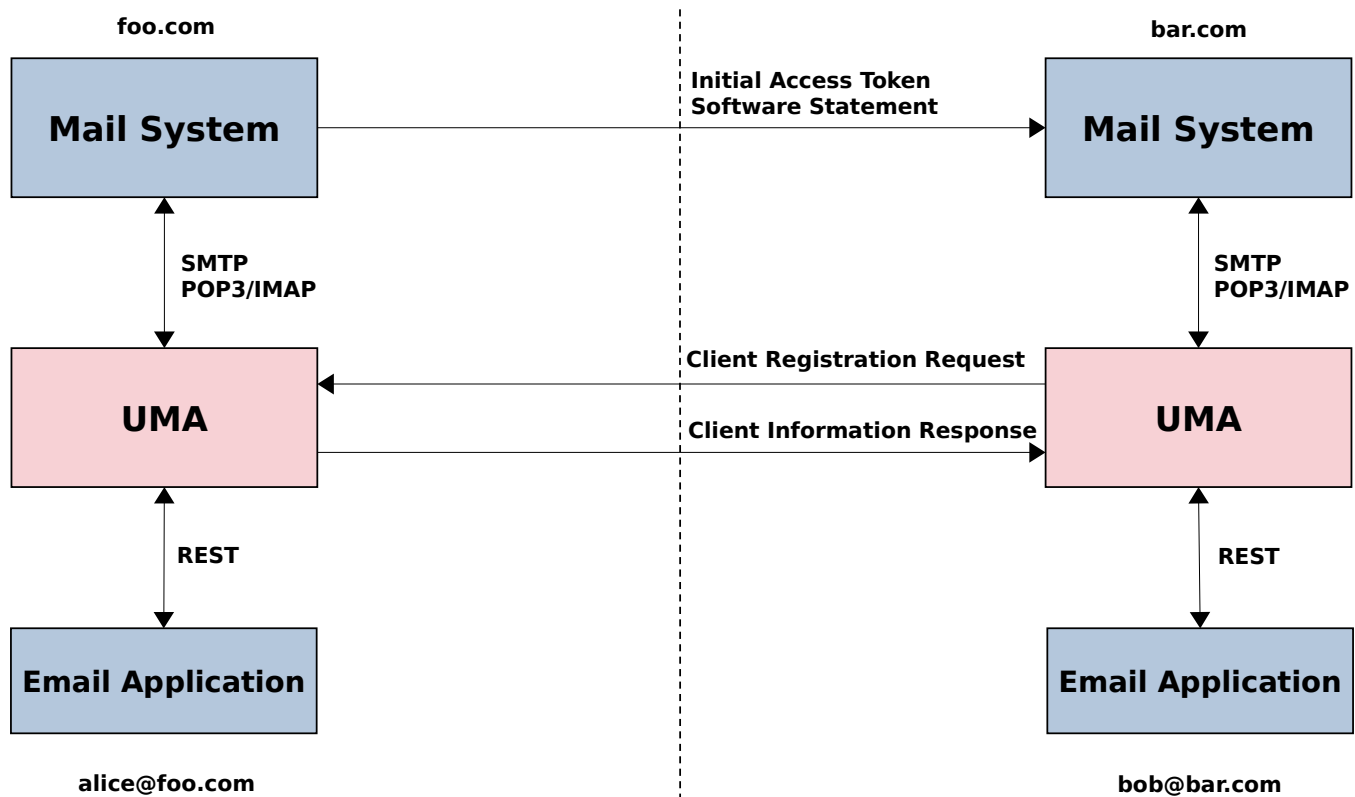 foo.com
bar.com
Mail System
Initial Access Token
Software Statement
Mail System
SMTP
POP3/IMAP
SMTP
POP3/IMAP
UMA
Client Registration Request
Client Information Response
UMA
REST
REST
Email Application
Email Application
alice@foo.com
bob@bar.com